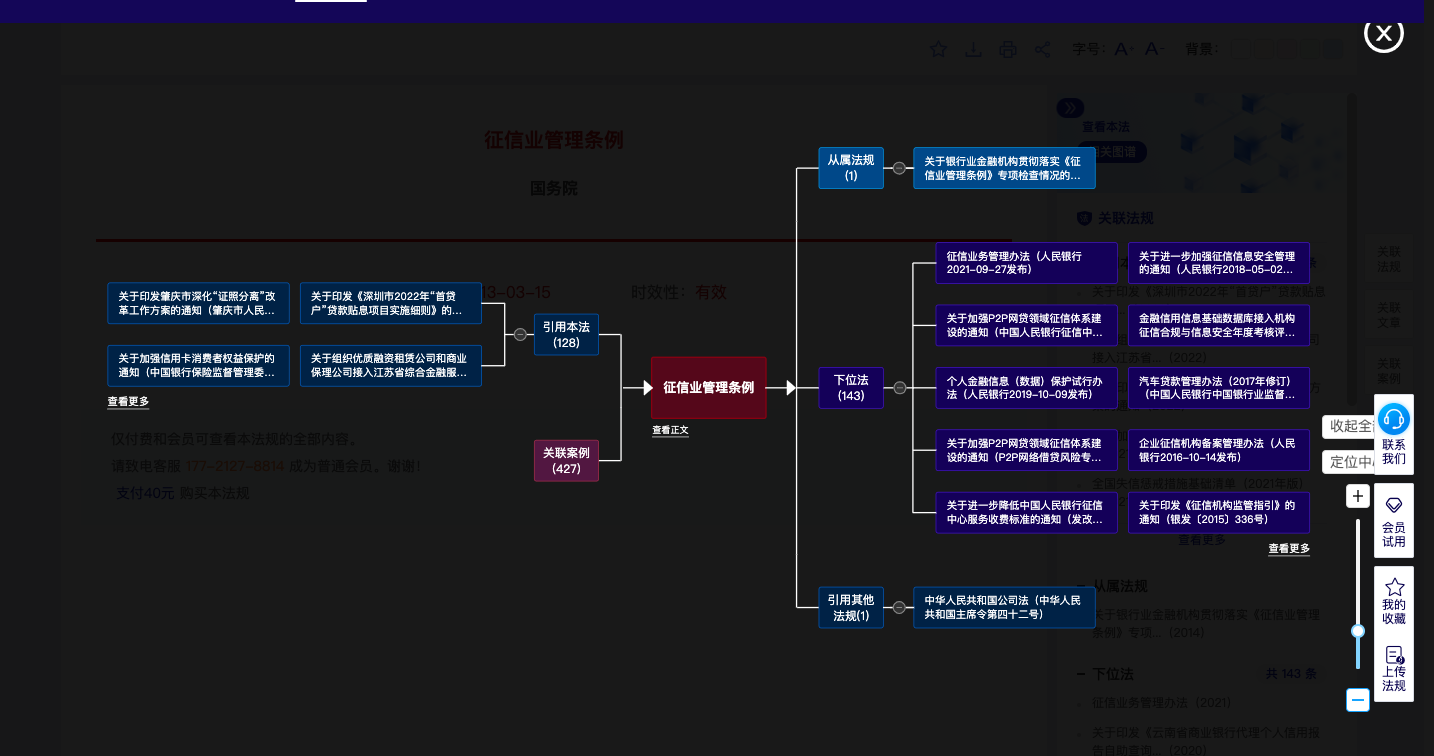 字号：A+ A- 背景：
查看本法
相关图谱
征信业管理条例
国务院
关联法规
13-03-15
时效性：有效
从属法规
(1)
关于银行业金融机构贯彻落实《征
信业管理条例》专项检查情况的...
征信业务管理办法（人民银行
2021-09-27发布）
关于进一步加强征信信息安全管理
的通知（人民银行2018-05-02...
关于印发《深圳市2022年“首贷户”贷款贴息
关于印发肇庆市深化“证照分离”改
革工作方案的通知（肇庆市人民...
关于印发《深圳市2022年“首贷
户”贷款贴息项目实施细则》的...
引用本法
(128)
关于加强P2P网贷领域征信体系建
设的通知（中国人民银行征信中...
金融信用信息基础数据库接入机构
征信合规与信息安全年度考核评...
接入江苏省...（2022）
关于加强信用卡消费者权益保护的
通知（中国银行保险监督管理委...
关于组织优质融资租赁公司和商业
保理公司接入江苏省综合金融服...
查看更多
征信业管理条例
查看正文
下位法
(143)
个人金融信息（数据）保护试行办
法（人民银行2019-10-09发布）
汽车贷款管理办法（2017年修订）
（中国人民银行中国银行业监督...
关联案例
(427)
关于加强P2P网贷领域征信体系建
设的通知（P2P网络借贷风险专...
企业征信机构备案管理办法（人民
银行2016-10-14发布）
仅付费和会员可查看本法规的全部内容。
请致电客服 177-2127-8814 成为普通会员。谢谢！
支付40元 购买本法规
全国失信惩戒措施基础清单（2021年版）
关于进一步降低中国人民银行征信
中心服务收费标准的通知（发改...
关于印发《征信机构监管指引》的
通知（银发〔2015〕336号）
查看更多
查看更多
引用其他
法规(1)
中华人民共和国公司法（中华人民
共和国主席令第四十二号）
从属法规
关于银行业金融机构贯彻落实《征信业管理
条例》专项...（2014）
下位法
共 143 条
征信业务管理办法（2021）
关于印发《云南省商业银行代理个人信用报
告自助查询...（2020）
关联
法规
关联
文章
关联
案例
收起全
定位中
联系
我们
会员
试用
我的
收藏
上传
法规